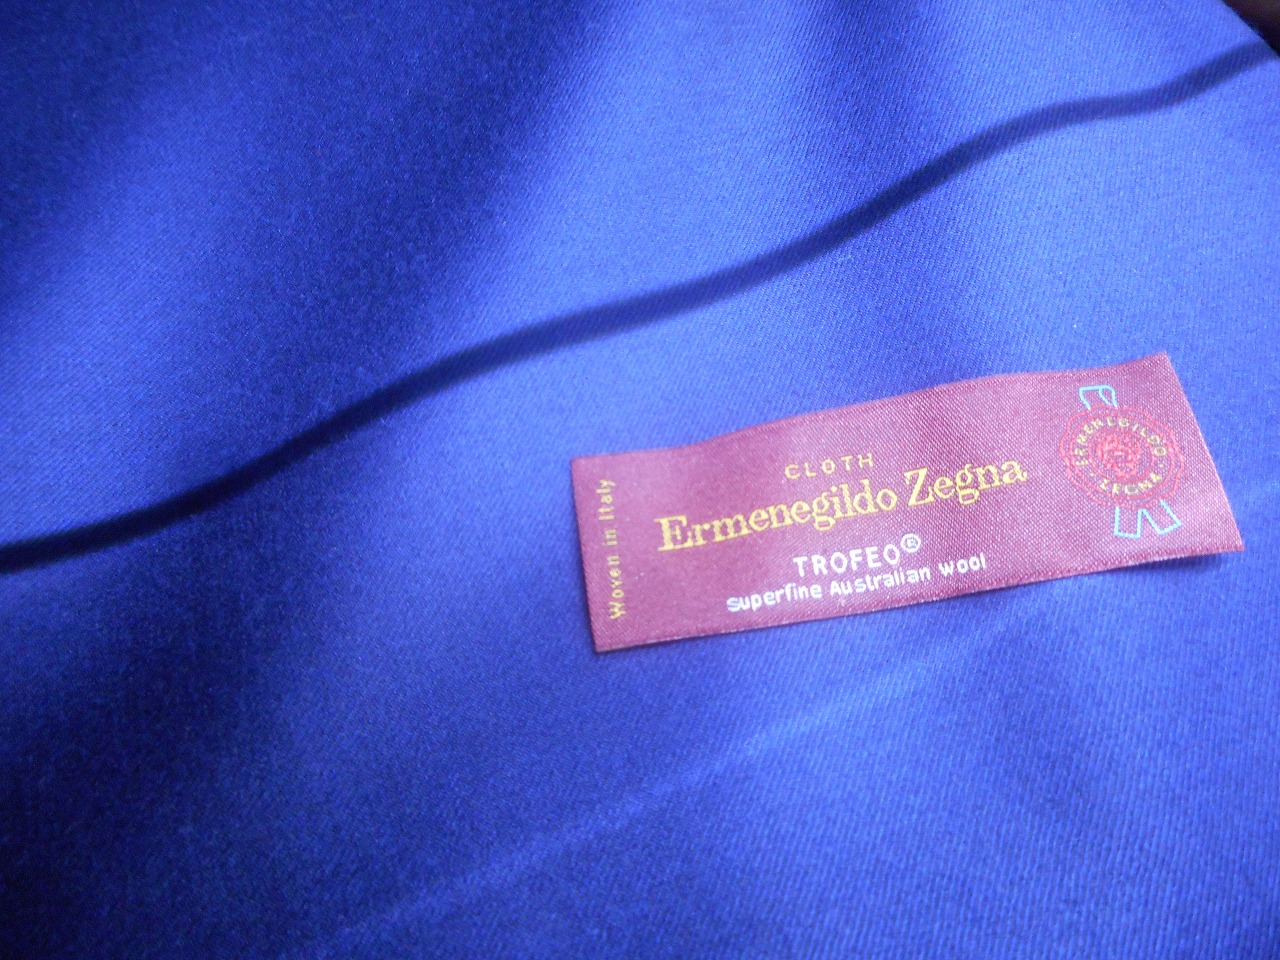 Woven in Italy
CLOTH
Ermenegildo Zegna
TROFEO®
superfine Australian wool
ERMENEGILDO
ZEGNA